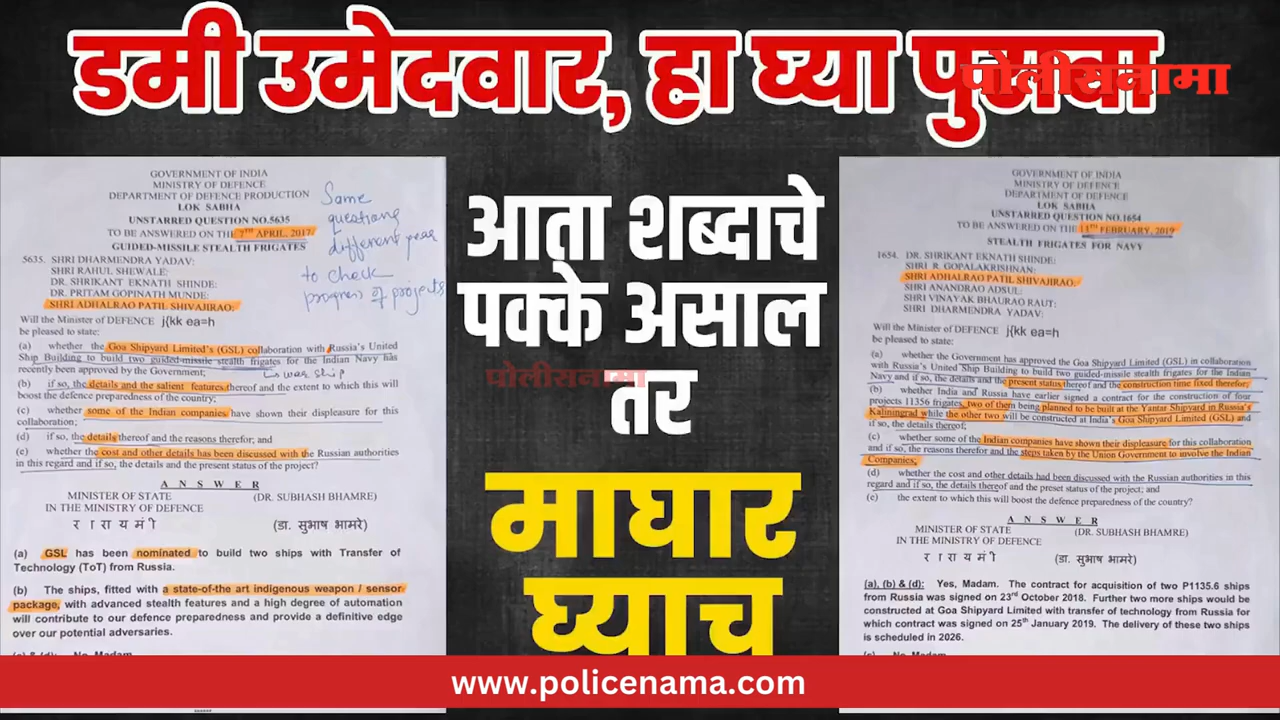 डमी उमेदवार, हा घ्या पुरावा
पोलीसनामा
GOVERNMENT OF INDIA
MINISTRY OF DEFENCE
DEPARTMENT OF DEFENCE PRODUCTION
LOK SABHA
UNSTARRED QUESTION NO.5635
TO BE ANSWERED ON THE 7TH APRIL, 2017
GUIDED-MISSILE STEALTH FRIGATES
Same
questions
different year
to check
progress of projects
5635. SHRI DHARMENDRA YADAV:
SHRI RAHUL SHEWALE:
DR. SHRIKANT EKNATH SHINDE:
DR. PRITAM GOPINATH MUNDE:
SHRI ADHALRAO PATIL SHIVAJIRAO:
Will the Minister of DEFENCE j{kk ea=h
be pleased to state:
(a) whether the Goa Shipyard Limited's (GSL) collaboration with Russia's United
Ship Building to build two guided-missile stealth frigates for the Indian Navy has
recently been approved by the Government;
↳ war ship
(b) if so, the details and the salient features thereof and the extent to which this will
boost the defence preparedness of the country;
(c) whether some of the Indian companies have shown their displeasure for this
collaboration;
(d) if so, the details thereof and the reasons therefor; and
(e) whether the cost and other details has been discussed with the Russian authorities
in this regard and if so, the details and the present status of the project?
A N S W E R
MINISTER OF STATE (DR. SUBHASH BHAMRE)
IN THE MINISTRY OF DEFENCE
र ा र ा य मं ी (डा. सुभाष भामरे)
(a) GSL has been nominated to build two ships with Transfer of
Technology (ToT) from Russia.
(b) The ships, fitted with a state-of-the art indigenous weapon / sensor
package, with advanced stealth features and a high degree of automation
will contribute to our defence preparedness and provide a definitive edge
over our potential adversaries.
आता शब्दाचे
पक्के असाल
पोलीसनामा
तर
माघार
घ्याच
GOVERNMENT OF INDIA
MINISTRY OF DEFENCE
DEPARTMENT OF DEFENCE
LOK SABHA
UNSTARRED QUESTION NO.1654
TO BE ANSWERED ON THE 11TH FEBRUARY, 2019
STEALTH FRIGATES FOR NAVY
1654. DR. SHRIKANT EKNATH SHINDE:
SHRI R. GOPALAKRISHNAN:
SHRI ADHALRAO PATIL SHIVAJIRAO:
SHRI ANANDRAO ADSUL:
SHRI VINAYAK BHAURAO RAUT:
SHRI DHARMENDRA YADAV:
Will the Minister of DEFENCE j{kk ea=h
be pleased to state:
(a) whether the Government has approved the Goa Shipyard Limited (GSL) in collaboration
with Russia's United Ship Building to build two guided-missile stealth frigates for the Indian
Navy and if so, the details and the present status thereof and the construction time fixed therefor;
(b) whether India and Russia have earlier signed a contract for the construction of four
projects 11356 frigates, two of them being planned to be built at the Yantar Shipyard in Russia's
Kaliningrad while the other two will be constructed at India's Goa Shipyard Limited (GSL) and
if so, the details thereof;
(c) whether some of the Indian companies have shown their displeasure for this collaboration
and if so, the reasons therefor and the steps taken by the Union Government to involve the Indian
Companies;
(d) whether the cost and other details had been discussed with the Russian authorities in this
regard and if so, the details thereof and the preset status of the project; and
(e) the extent to which this will boost the defence preparedness of the country?
A N S W E R
MINISTER OF STATE (DR. SUBHASH BHAMRE)
IN THE MINISTRY OF DEFENCE
र ा र ा य मं ी (डा. सुभाष भामरे)
(a), (b) & (d): Yes, Madam. The contract for acquisition of two P1135.6 ships
from Russia was signed on 23rd October 2018. Further two more ships would be
constructed at Goa Shipyard Limited with transfer of technology from Russia for
which contract was signed on 25th January 2019. The delivery of these two ships
is scheduled in 2026.
www.policenama.com